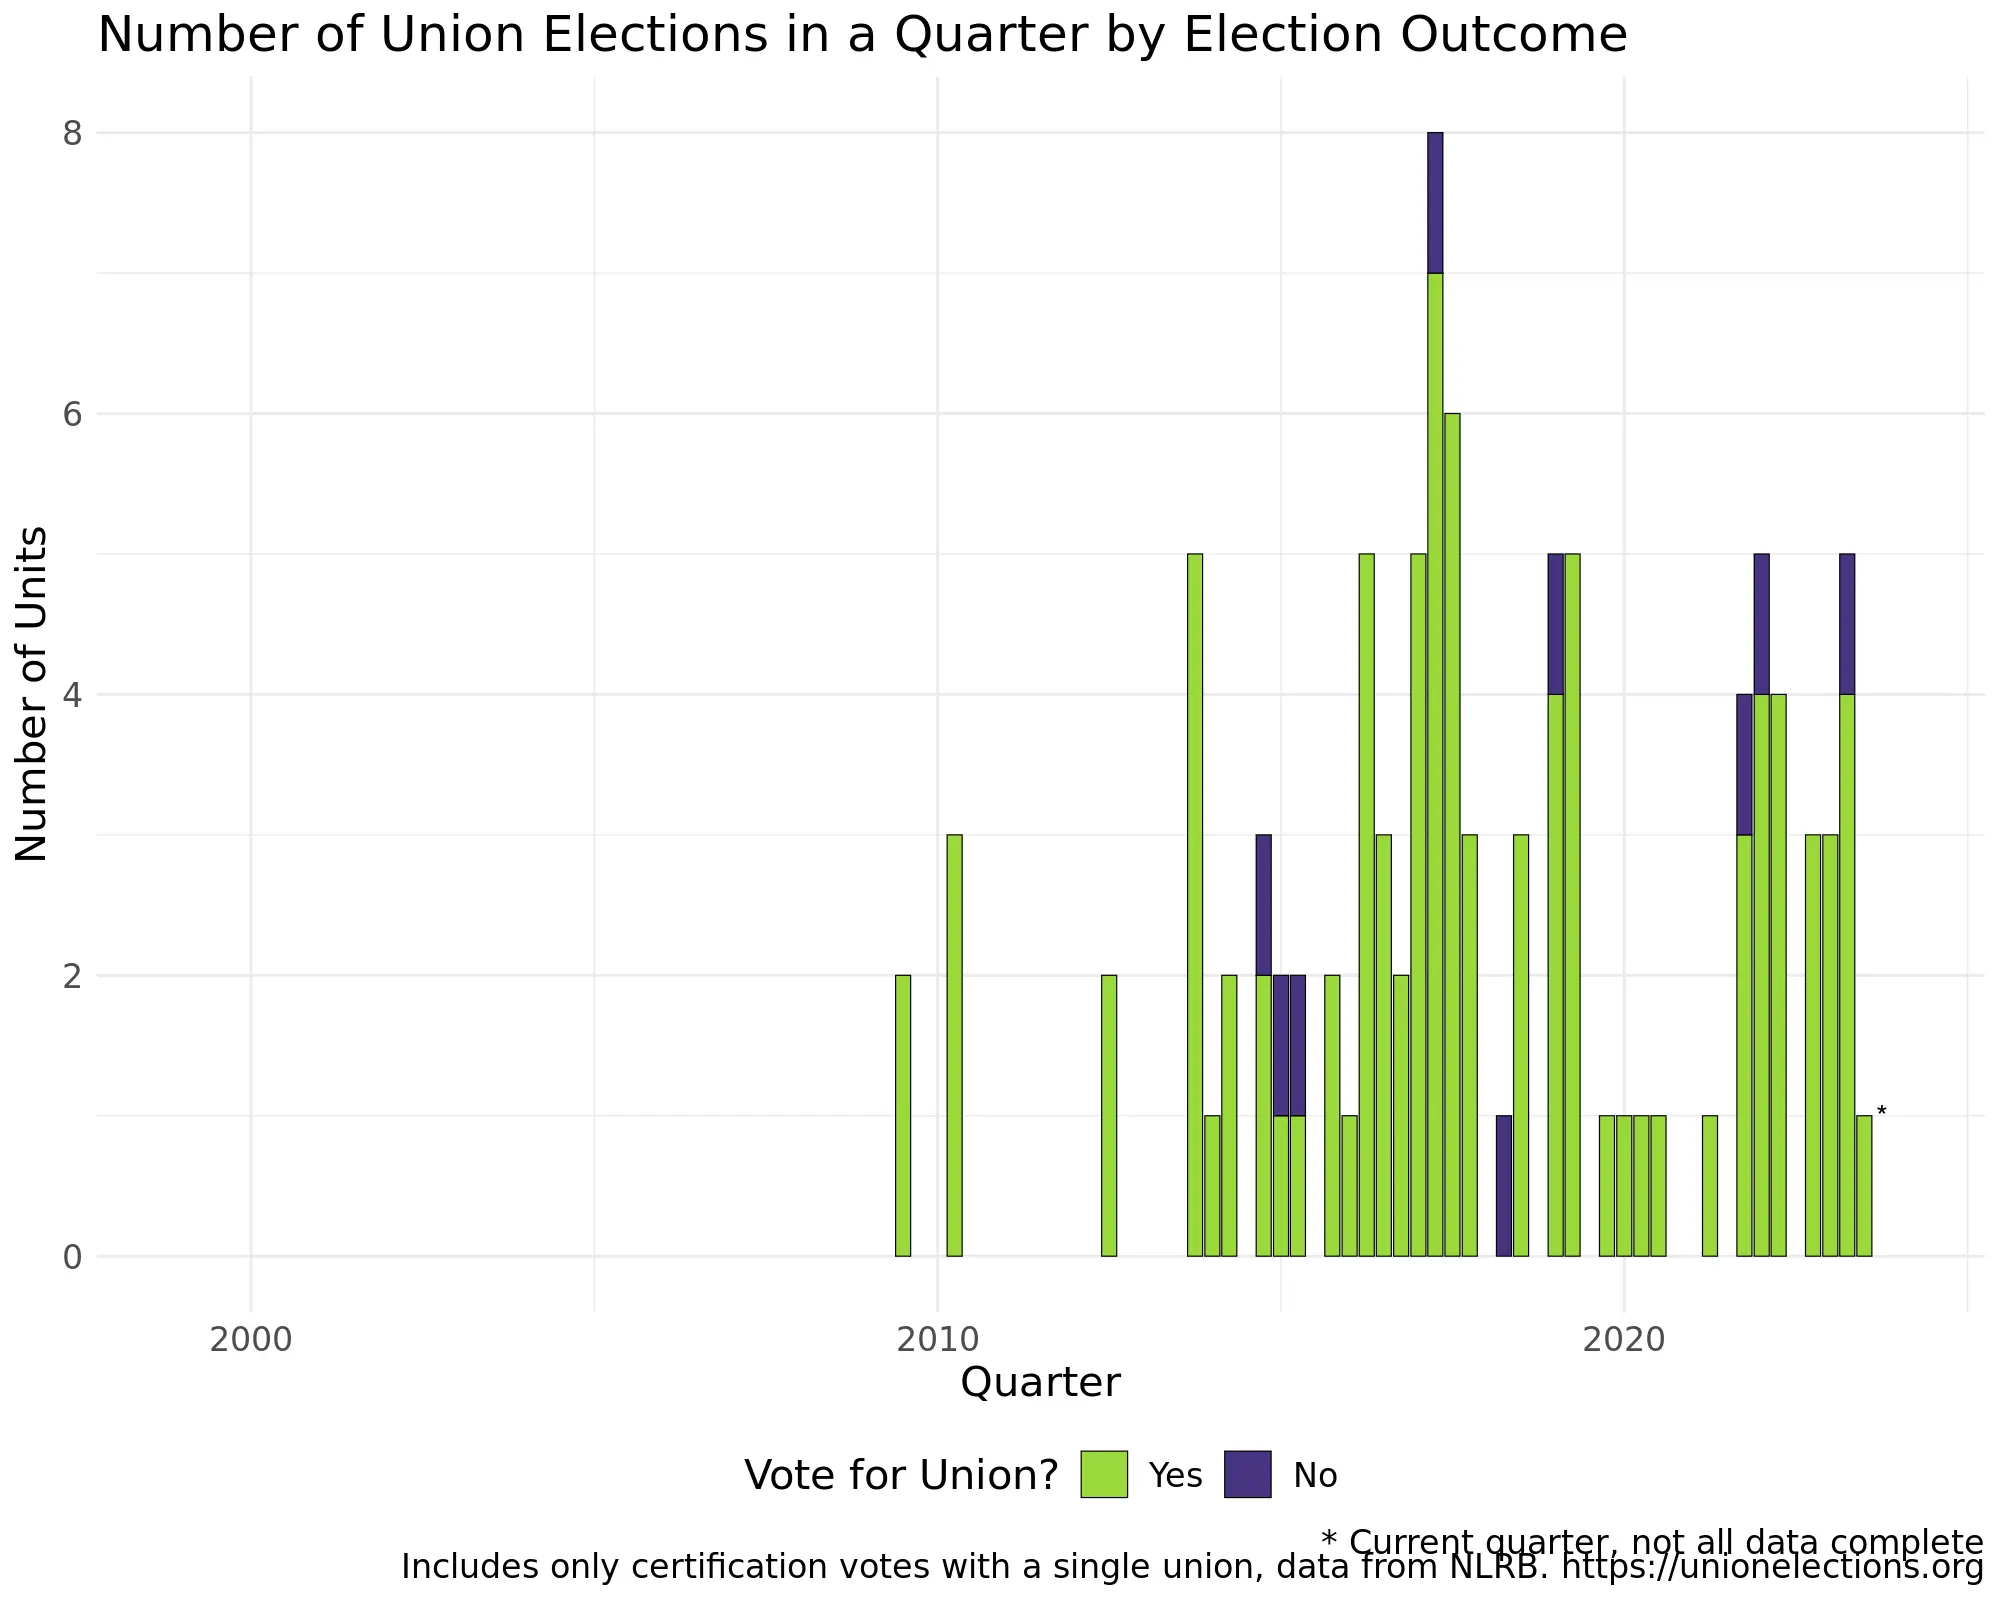 Number of Union Elections in a Quarter by Election Outcome
8
6
4
2
0
Number of Units
*
2000 2010 2020
Quarter
Vote for Union? Yes No
* Current quarter, not all data complete
Includes only certification votes with a single union, data from NLRB. https://unionelections.org